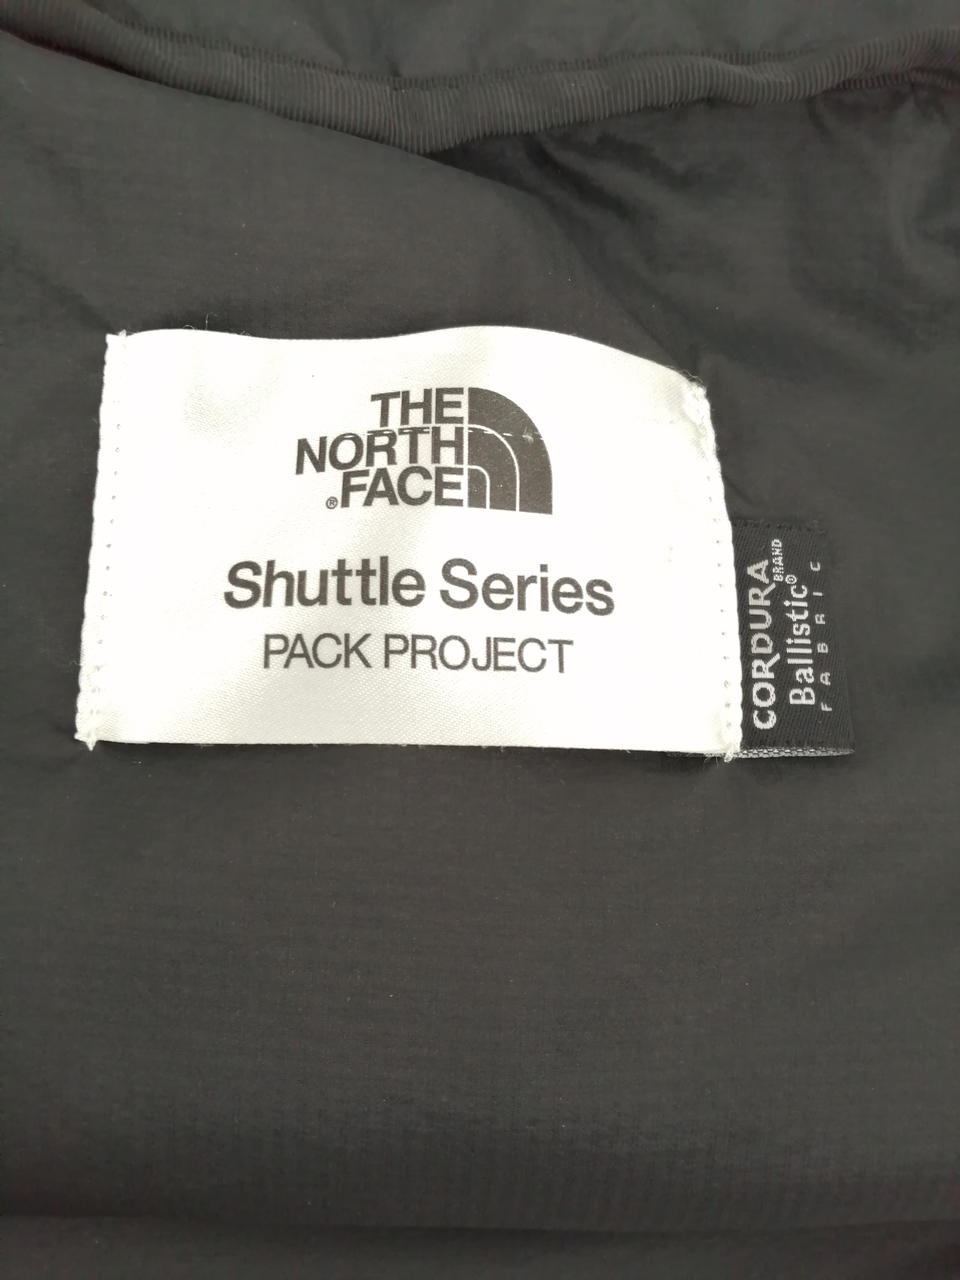 THE
NORTH
FACE
®
Shuttle Series
PACK PROJECT
CORDURA
BRAND
Ballistic®
FABRIC